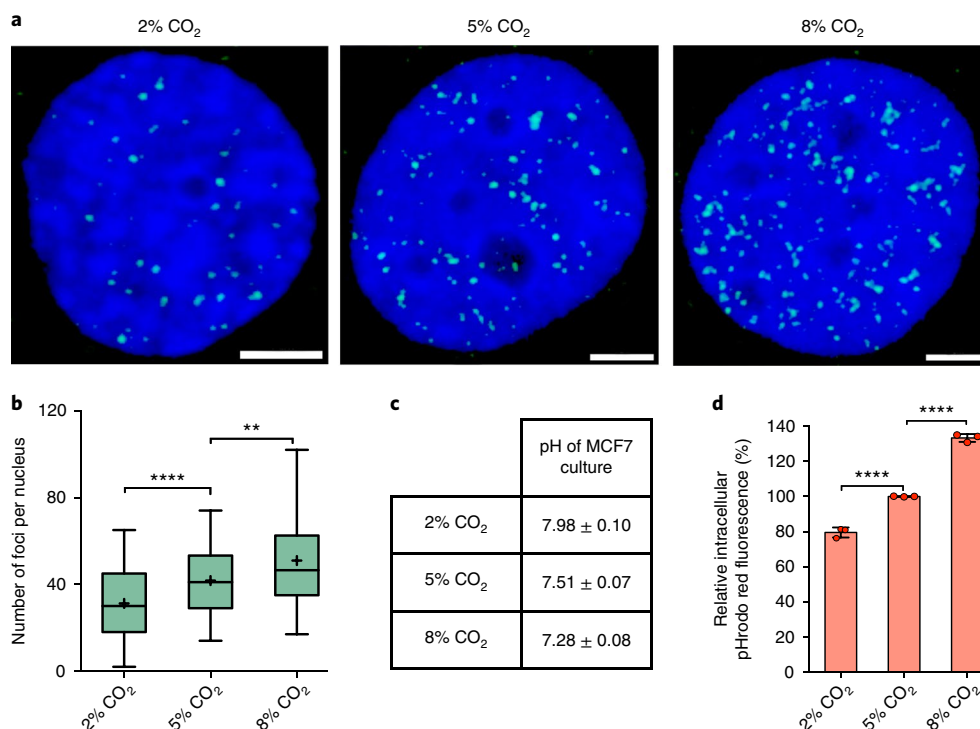 a
2% CO₂
5% CO₂
8% CO₂
b
Number of foci per nucleus
120
80
40
0
****
**
2% CO₂
5% CO₂
8% CO₂
c
pH of MCF7
culture
2% CO₂ 7.98 ± 0.10
5% CO₂ 7.51 ± 0.07
8% CO₂ 7.28 ± 0.08
d
Relative intracellular
pHrodo red fluorescence (%)
140
120
100
80
60
40
20
0
****
****
2% CO₂
5% CO₂
8% CO₂